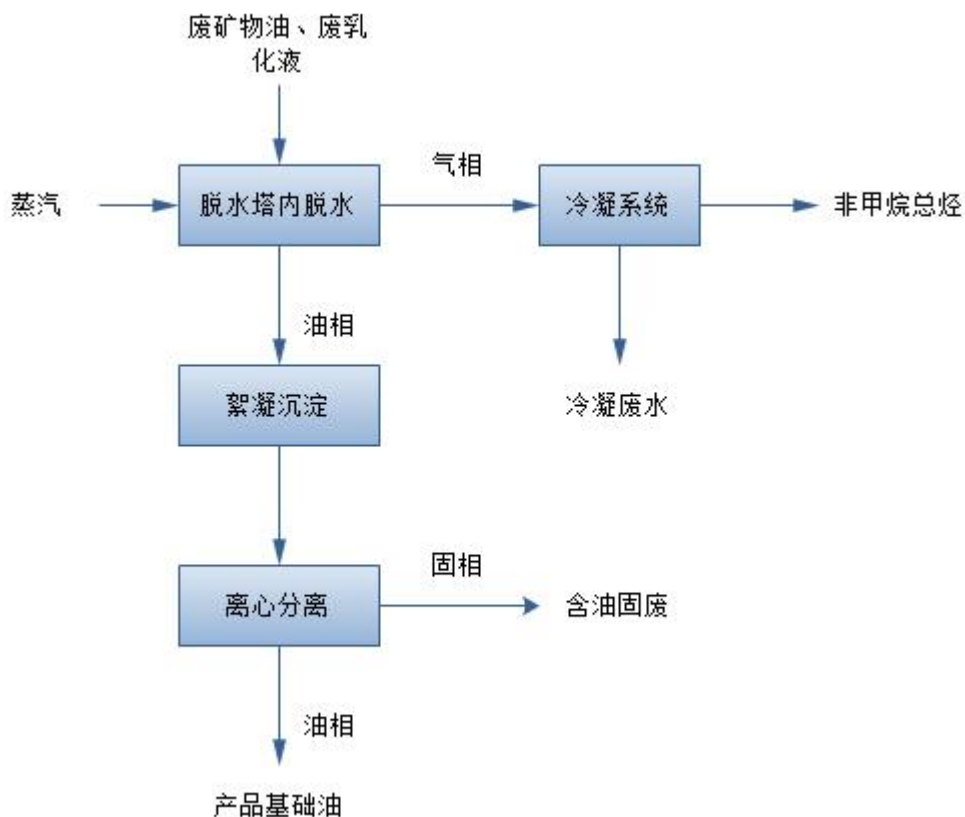 废矿物油、废乳
化液
气相
蒸汽
脱水塔内脱水
冷凝系统
非甲烷总烃
油相
絮凝沉淀
冷凝废水
固相
离心分离
含油固废
油相
产品基础油